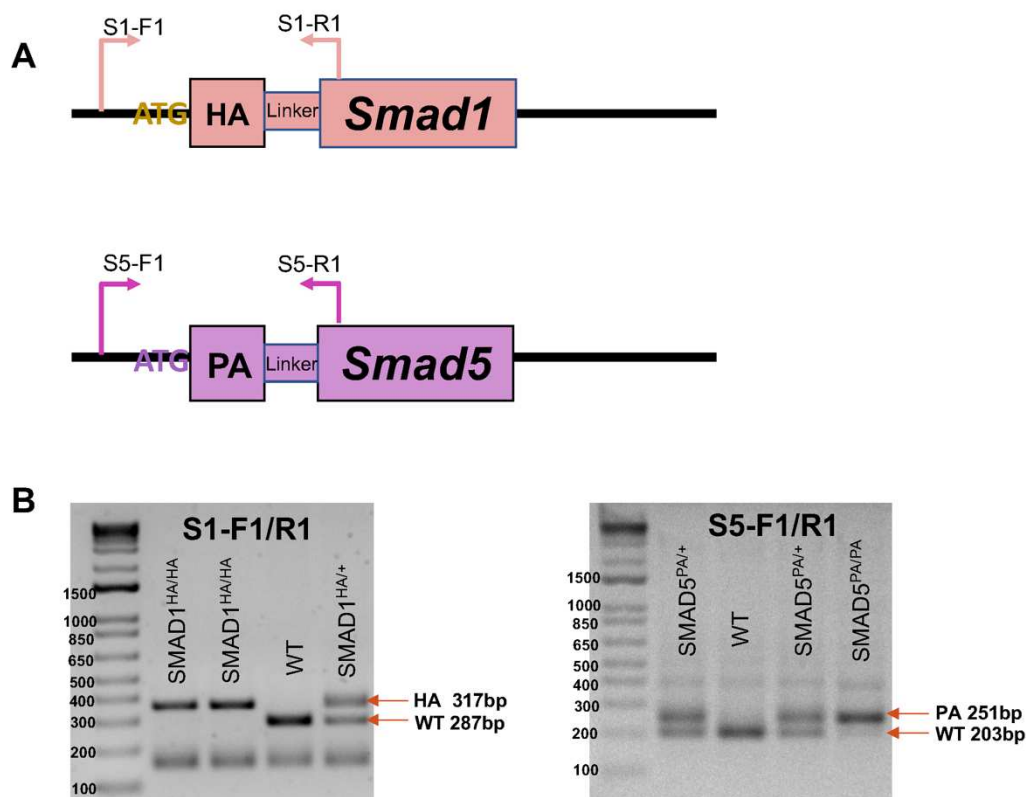 A
S1-F1 S1-R1
ATG HA Linker Smad1
S5-F1 S5-R1
ATG PA Linker Smad5
B
S1-F1/R1
SMAD1HA/HA
SMAD1HA/HA
WT
SMAD1HA/+
1500
1000
850
650
500
400
300
200
100
HA 317bp
WT 287bp
S5-F1/R1
SMAD5PA/+
WT
SMAD5PA/+
SMAD5PA/PA
1500
1000
850
650
500
400
300
200
100
PA 251bp
WT 203bp